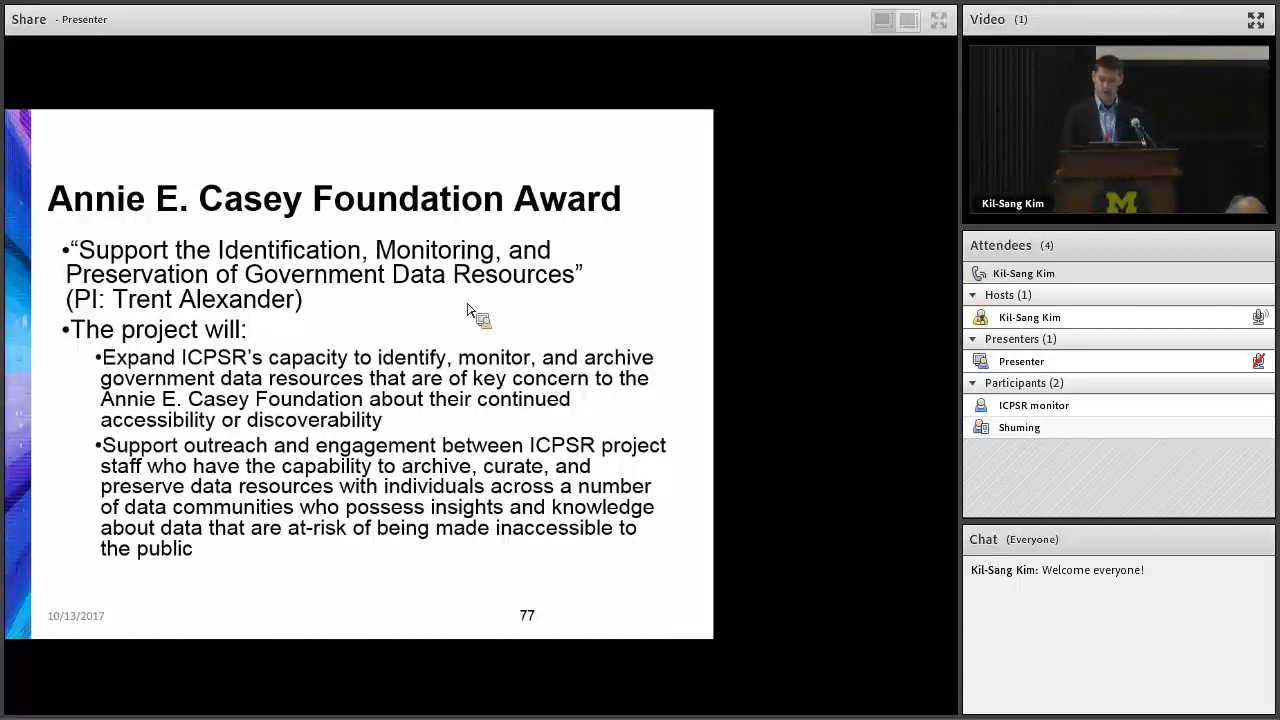 Share - Presenter
Annie E. Casey Foundation Award
•“Support the Identification, Monitoring, and
Preservation of Government Data Resources”
(PI: Trent Alexander)
•The project will:
•Expand ICPSR’s capacity to identify, monitor, and archive
government data resources that are of key concern to the
Annie E. Casey Foundation about their continued
accessibility or discoverability
•Support outreach and engagement between ICPSR project
staff who have the capability to archive, curate, and
preserve data resources with individuals across a number
of data communities who possess insights and knowledge
about data that are at-risk of being made inaccessible to
the public
10/13/2017
77
Video (1)
M
Kil-Sang Kim
Attendees (4)
Kil-Sang Kim
Hosts (1)
Kil-Sang Kim
Presenters (1)
Presenter
Participants (2)
ICPSR monitor
Shuming
Chat (Everyone)
Kil-Sang Kim: Welcome everyone!